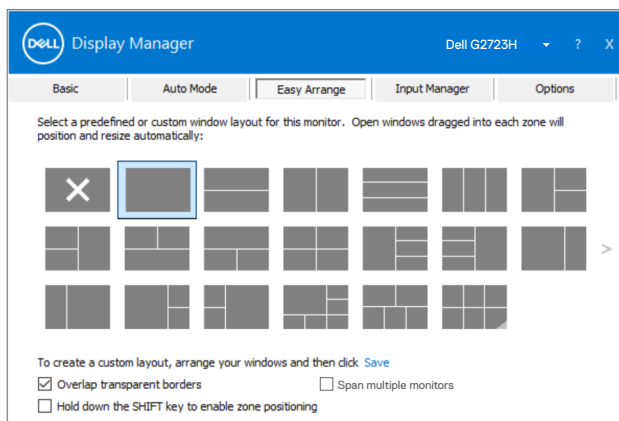 DELL Display Manager Dell G2723H ? X
Basic Auto Mode Easy Arrange Input Manager Options
Select a predefined or custom window layout for this monitor. Open windows dragged into each zone will
position and resize automatically:
To create a custom layout, arrange your windows and then click Save
Overlap transparent borders Span multiple monitors
Hold down the SHIFT key to enable zone positioning